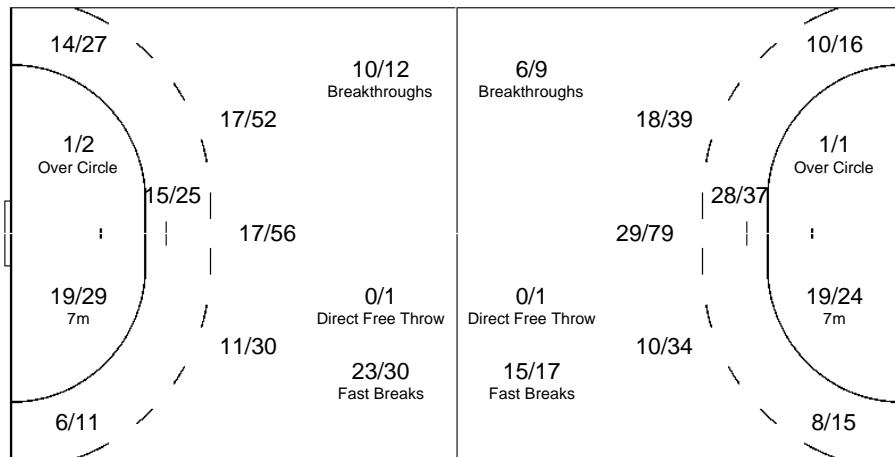 14/27
10/16
10/12
Breakthroughs
6/9
Breakthroughs
17/52
18/39
1/2
Over Circle
1/1
Over Circle
15/25
28/37
17/56
29/79
19/29
7m
0/1
Direct Free Throw
0/1
Direct Free Throw
19/24
7m
11/30
10/34
23/30
Fast Breaks
15/17
Fast Breaks
6/11
8/15